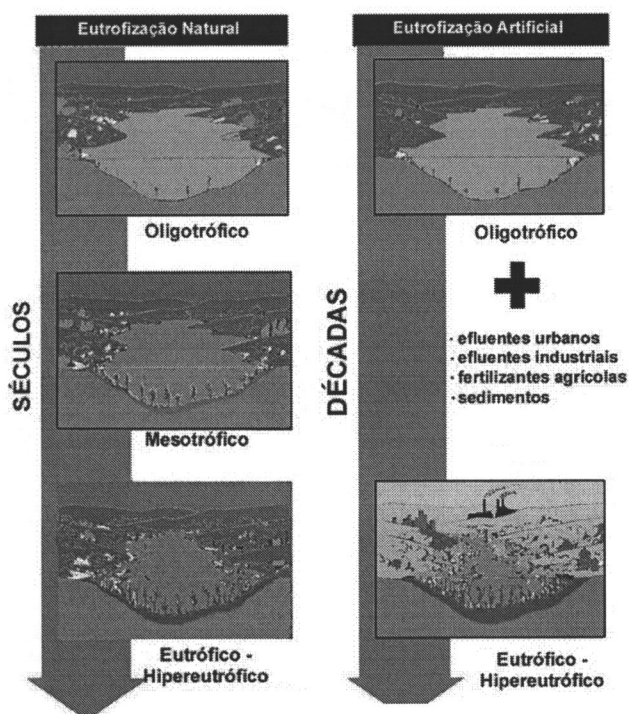 Eutrofização Natural
SÉCULOS
Oligotrófico
Mesotrófico
Eutrófico -
Hipereutrófico
Eutrofização Artificial
DÉCADAS
Oligotrófico
· efluentes urbanos
· efluentes industriais
· fertilizantes agrícolas
· sedimentos
Eutrófico -
Hipereutrófico